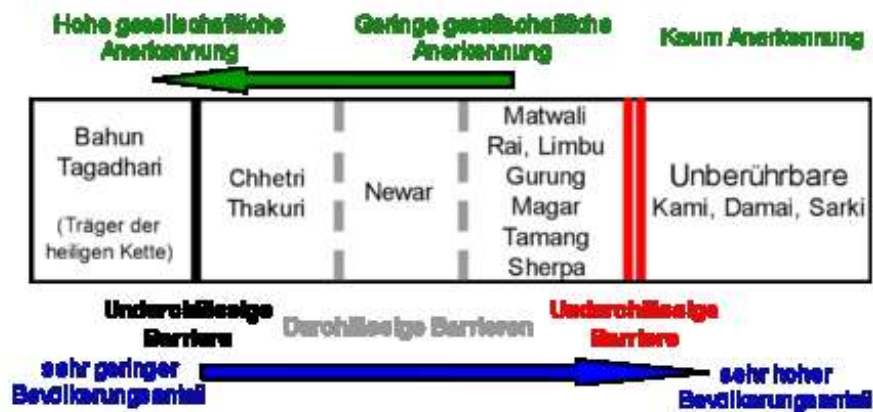 Hohe gesellschaftliche
Anerkennung
Geringe gesellschaftliche
Anerkennung
Kaum Anerkennung
Bahun
Tagadhari
(Träger der
heiligen Kette)
Chhetri
Thakuri
Newar
Matwali
Rai, Limbu
Gurung
Magar
Tamang
Sherpa
Unberührbare
Kami, Damai, Sarki
Undurchlässige
Barriere
Durchlässige Barrieren
Undurchlässige
Barriere
sehr geringer
Bevölkerungsanteil
sehr hoher
Bevölkerungsanteil